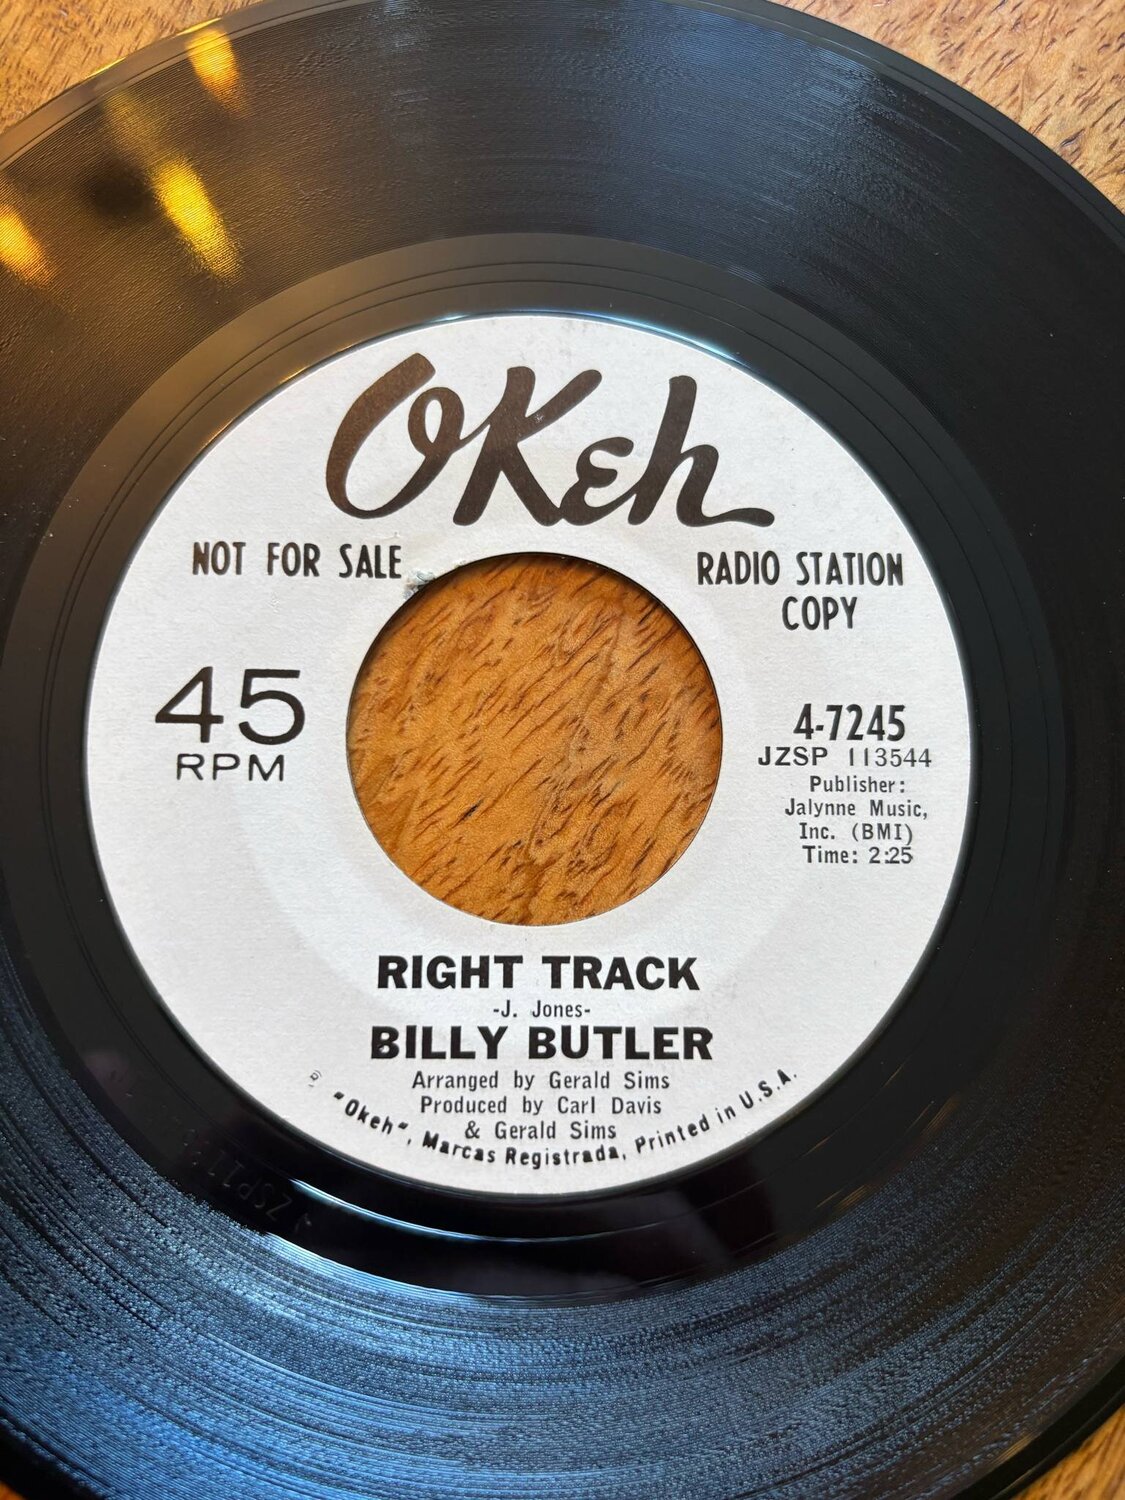 OKeh
NOT FOR SALE
RADIO STATION
COPY
45
RPM
4-7245
JZSP 113544
Publisher:
Jalynne Music,
Inc. (BMI)
Time: 2:25
RIGHT TRACK
-J. Jones-
BILLY BUTLER
Arranged by Gerald Sims
Produced by Carl Davis
& Gerald Sims
℗ "Okeh", Marcas Registrada, Printed in U.S.A.